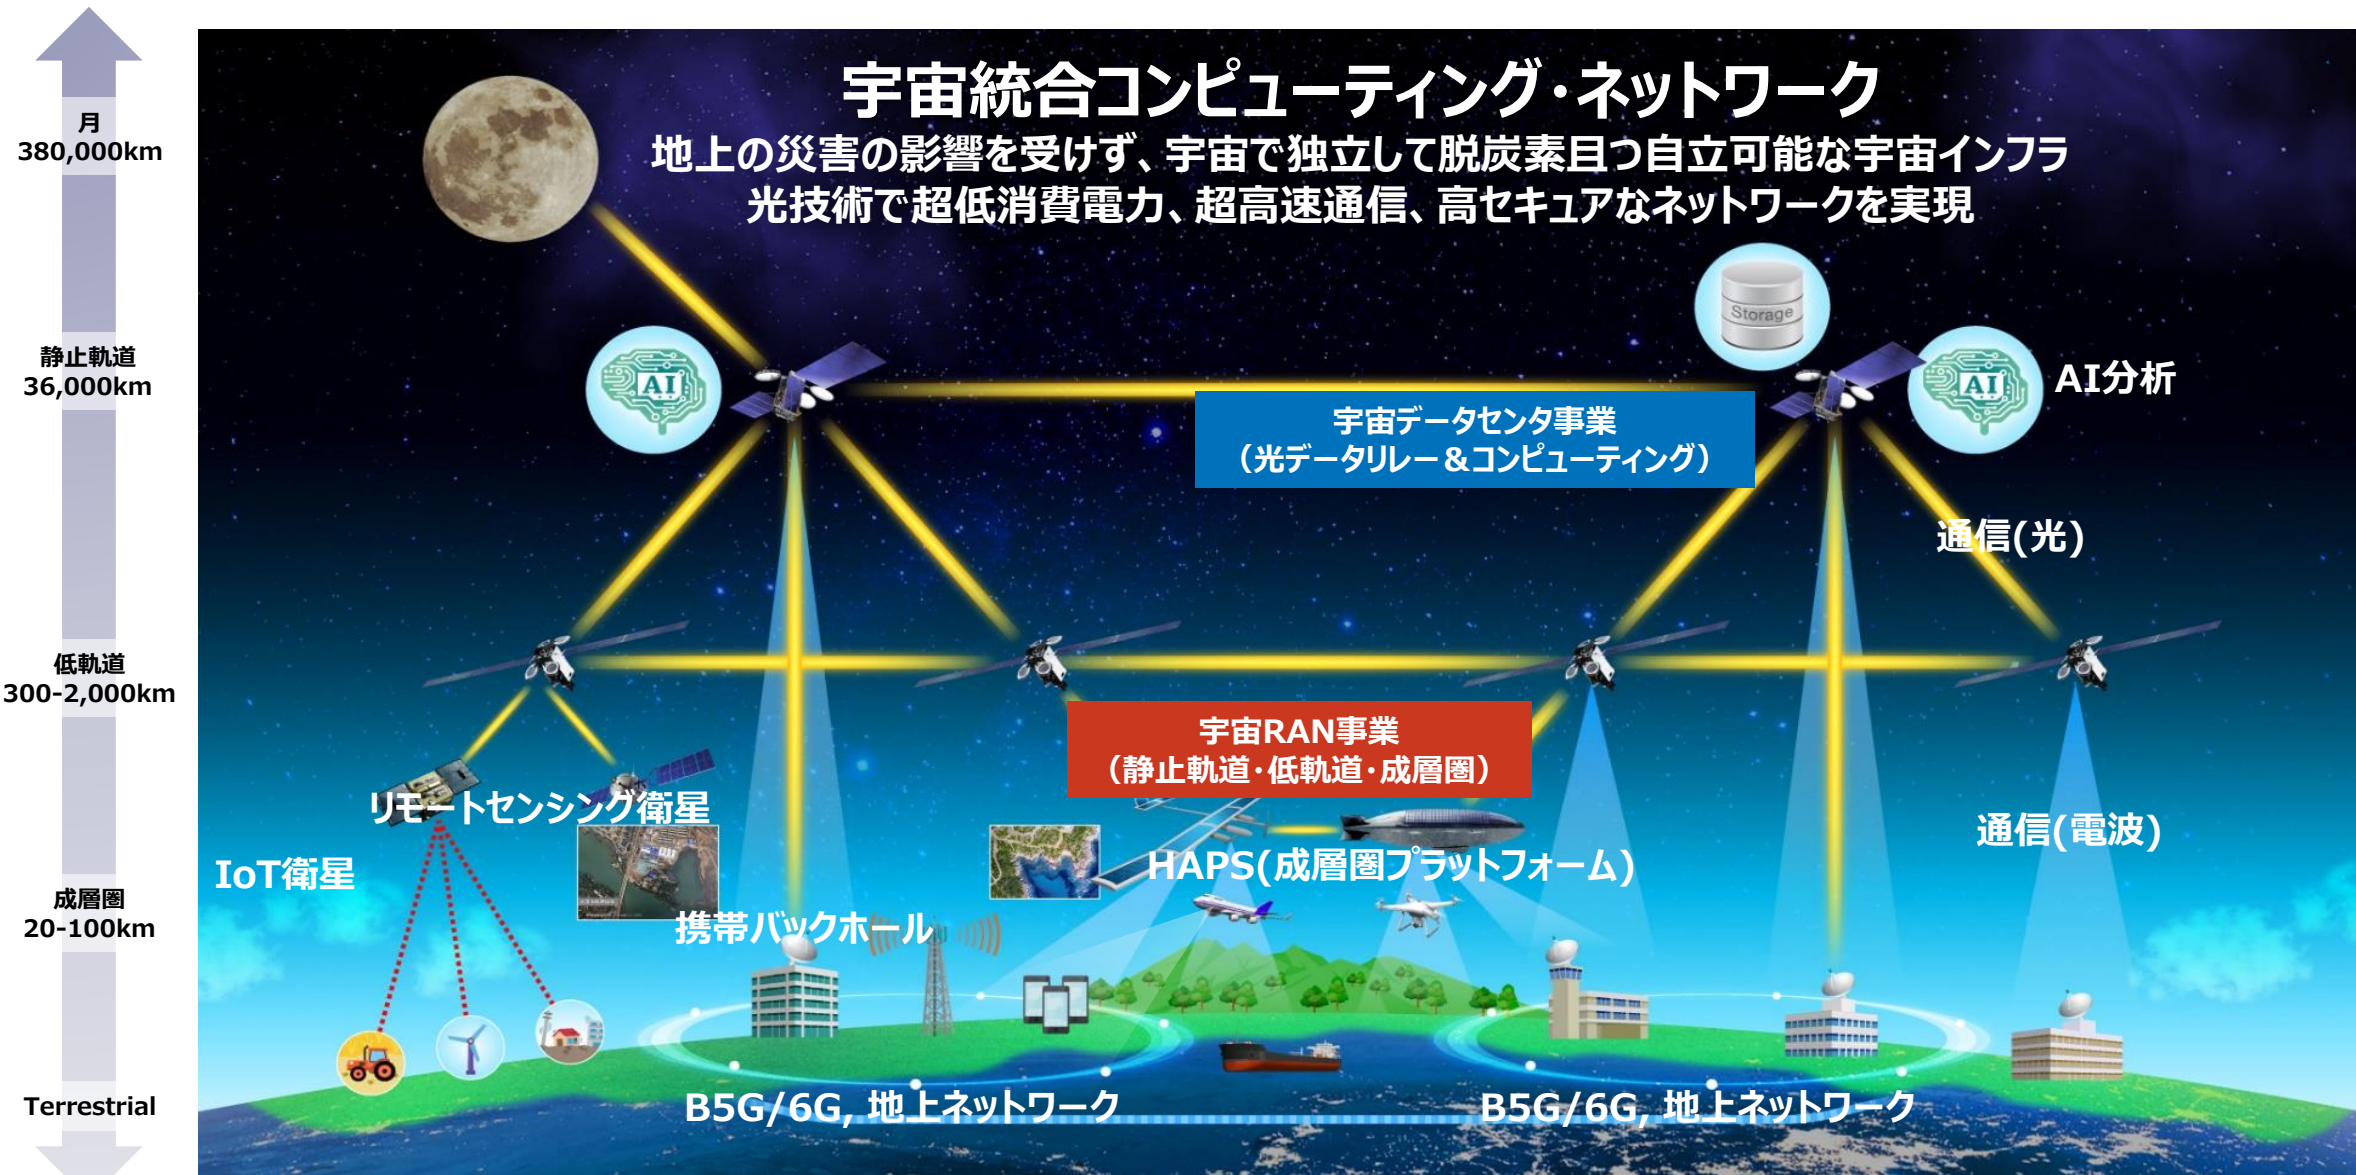 宇宙統合コンピューティング・ネットワーク
地上の災害の影響を受けず、宇宙で独立して脱炭素且つ自立可能な宇宙インフラ
光技術で超低消費電力、超高速通信、高セキュアなネットワークを実現
月
380,000km
静止軌道
36,000km
低軌道
300-2,000km
成層圏
20-100km
Terrestrial
Storage
AI
AI
AI分析
宇宙データセンタ事業
（光データリレー＆コンピューティング）
通信(光)
宇宙RAN事業
（静止軌道・低軌道・成層圏）
リモートセンシング衛星
IoT衛星
HAPS(成層圏プラットフォーム)
通信(電波)
携帯バックホール
B5G/6G, 地上ネットワーク
B5G/6G, 地上ネットワーク